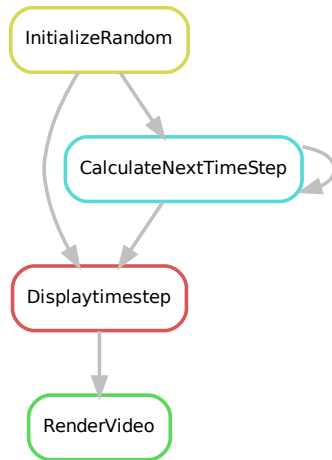 InitializeRandom
CalculateNextTimeStep
Displaytimestep
RenderVideo